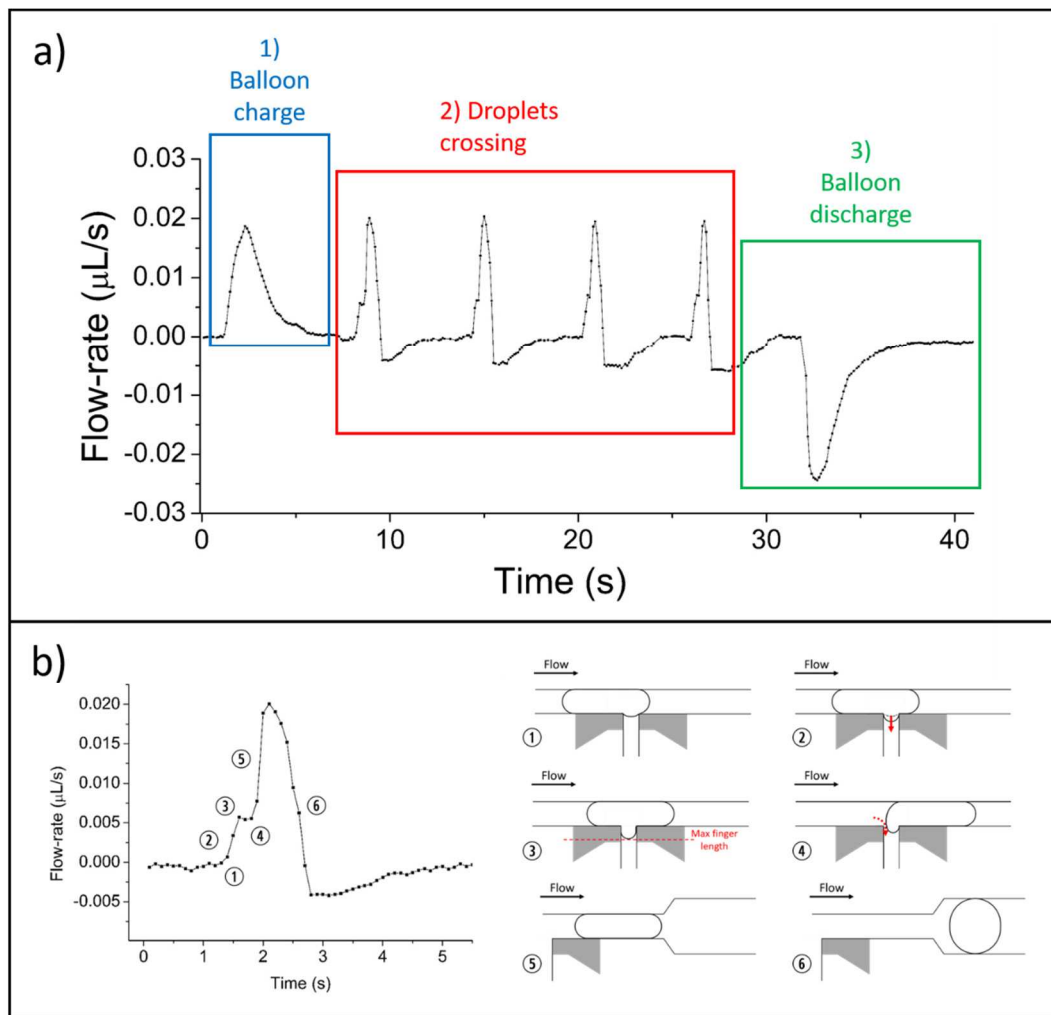 a)
1)
Balloon
charge
2) Droplets
crossing
3)
Balloon
discharge
0.03
0.02
0.01
0.00
-0.01
-0.02
-0.03
Flow-rate (μL/s)
0
10
20
30
40
Time (s)
b)
0.020
0.015
0.010
0.005
0.000
-0.005
Flow-rate (μL/s)
⑤
③
⑥
②
④
①
0
1
2
3
4
5
Time (s)
Flow
①
Flow
②
Flow
③
Max finger
length
Flow
④
Flow
⑤
Flow
⑥